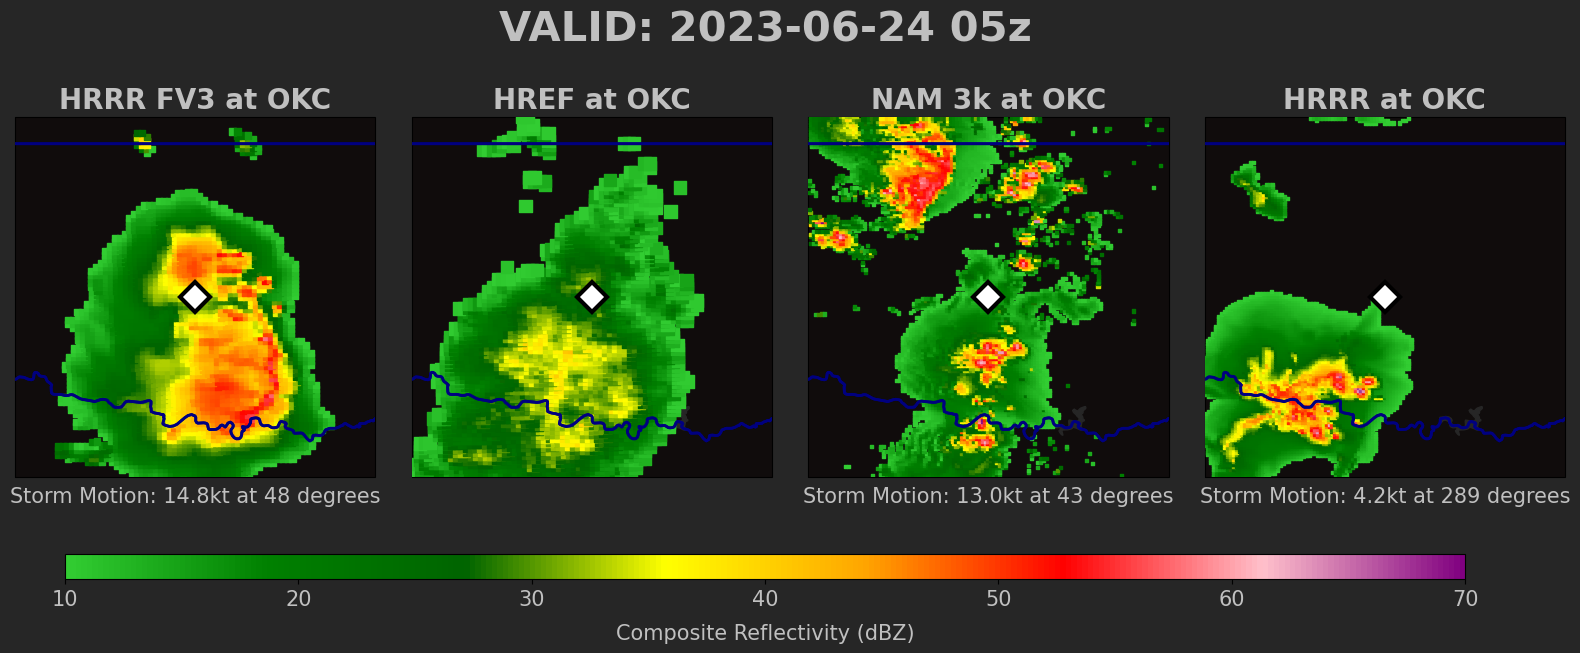 VALID: 2023-06-24 05z
HRRR FV3 at OKC
HREF at OKC
NAM 3k at OKC
HRRR at OKC
Storm Motion: 14.8kt at 48 degrees
Storm Motion: 13.0kt at 43 degrees
Storm Motion: 4.2kt at 289 degrees
10 20 30 40 50 60 70
Composite Reflectivity (dBZ)